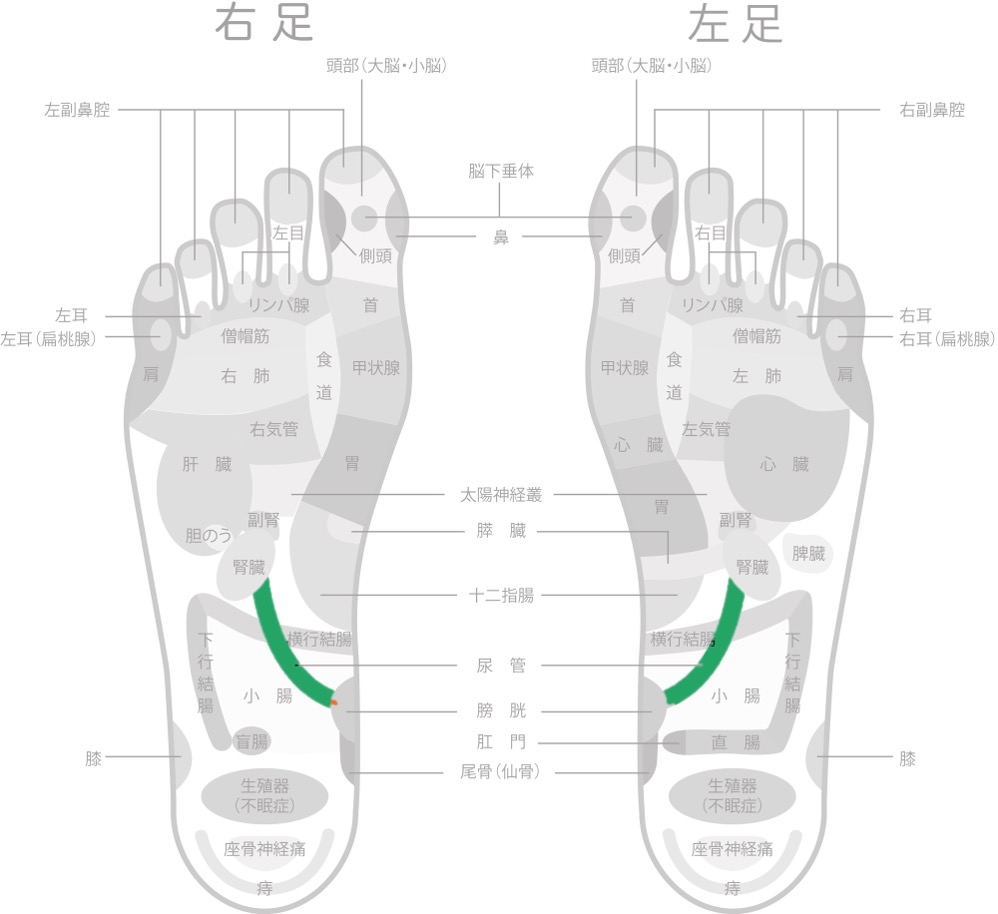 右足
左足
頭部(大脳・小脳)
頭部(大脳・小脳)
左副鼻腔
右副鼻腔
脳下垂体
左目
鼻
右目
側頭
側頭
リンパ腺
首
首
リンパ腺
左耳
右耳
左耳(扁桃腺)
僧帽筋
僧帽筋
右耳(扁桃腺)
肩
右肺
食道
甲状腺
甲状腺
食道
左肺
肩
右気管
左気管
肝臓
胃
心臓
心臓
太陽神経叢
胃
胆のう
副腎
膵臓
副腎
脾臓
腎臓
腎臓
十二指腸
下行結腸
横行結腸
横行結腸
下行結腸
尿管
小腸
小腸
膀胱
盲腸
肛門
直腸
膝
膝
尾骨(仙骨)
生殖器
(不眠症)
生殖器
(不眠症)
座骨神経痛
座骨神経痛
痔
痔